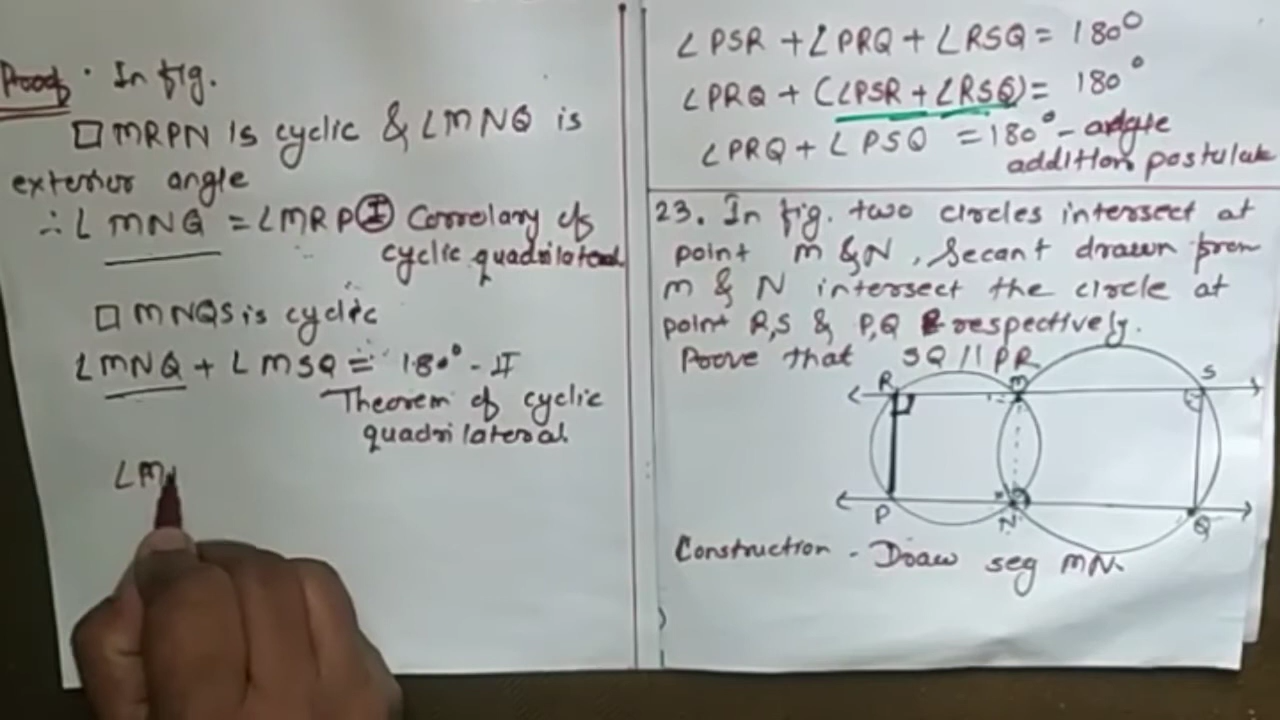 Proof. In fig.
□ MRPN is cyclic & ∠MNQ is
exterior angle
∴ ∠ MNQ = ∠MRP Ⓘ Correlary of
cyclic quadrilateral
□ MNQS is cyclic
∠MNQ + ∠MSQ = 180° - II
Theorem of cyclic
quadrilateral.
∠M
∠PSR + ∠PRQ + ∠RSQ = 180°
∠PRQ + (∠PSR + ∠RSQ) = 180°
∠PRQ + ∠PSQ = 180° - angle
addition postulate
23. In fig. two circles intersect at
point M & N, Secant drawn from
M & N intersect the circle at
point R,S & P,Q respectively.
Prove that SQ // PR
R M S
P N Q
Construction - Draw seg MN.